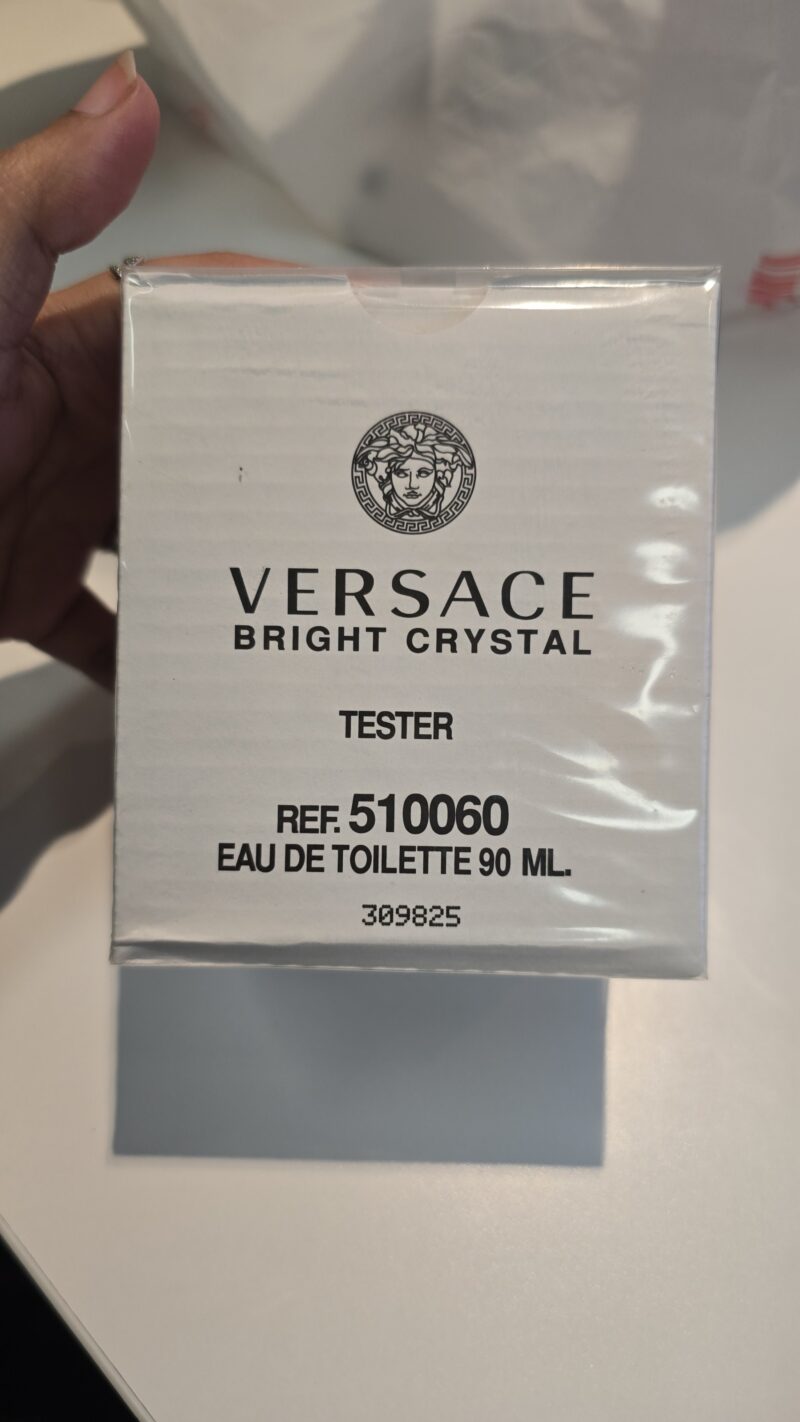 VERSACE
BRIGHT CRYSTAL
TESTER
REF. 510060
EAU DE TOILETTE 90 ML.
309825